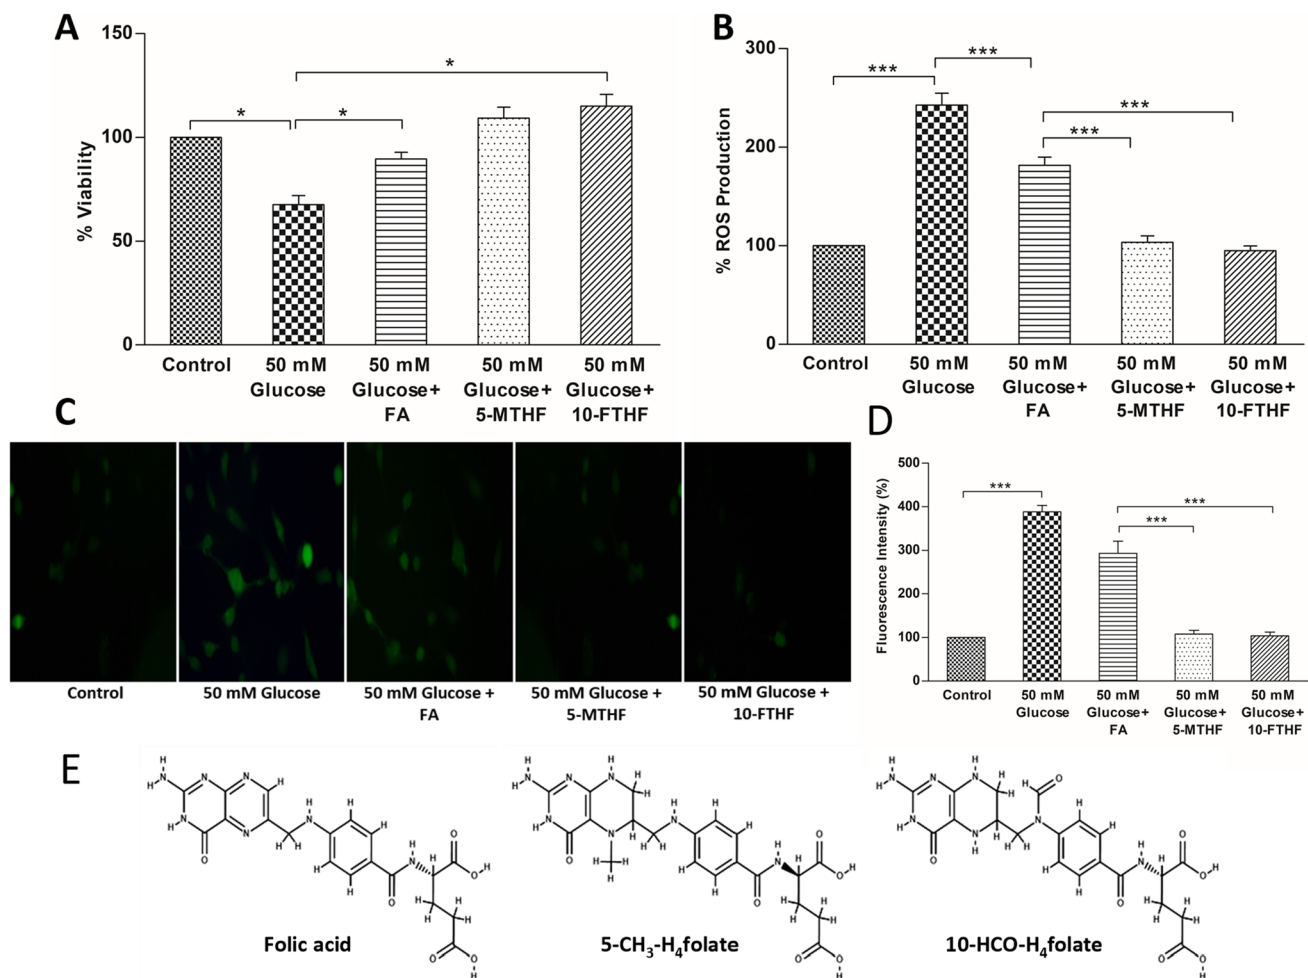 A
% Viability
150
100
50
0
*
* *
Control
50 mM
Glucose
50 mM
Glucose+
FA
50 mM
Glucose+
5-MTHF
50 mM
Glucose+
10-FTHF
B
% ROS Production
300
200
100
0
***
***
***
***
Control
50 mM
Glucose
50 mM
Glucose+
FA
50 mM
Glucose+
5-MTHF
50 mM
Glucose+
10-FTHF
C
Control
50 mM Glucose
50 mM Glucose +
FA
50 mM Glucose +
5-MTHF
50 mM Glucose +
10-FTHF
D
Fluorescence Intensity (%)
500
400
300
200
100
0
***
***
***
Control
50 mM
Glucose
50 mM
Glucose+
FA
50 mM
Glucose+
5-MTHF
50 mM
Glucose+
10-FTHF
E
Folic acid
5-CH₃-H₄folate
10-HCO-H₄folate